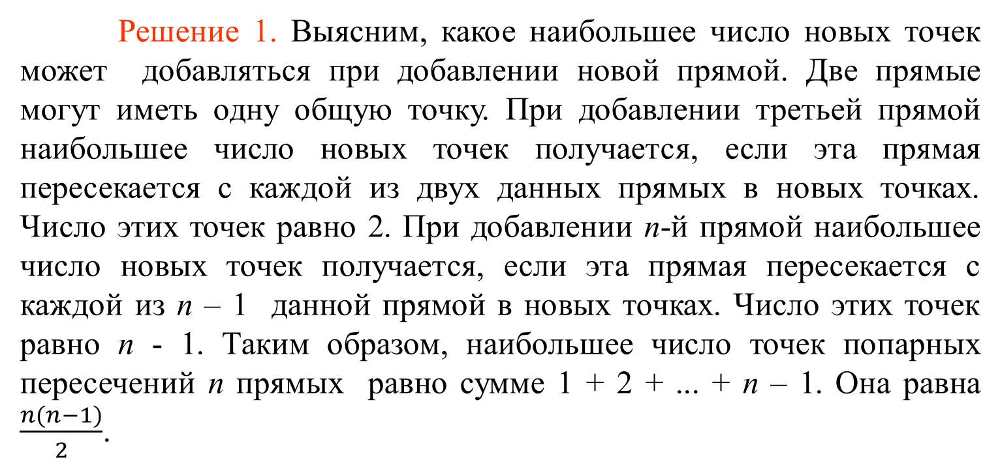 Решение 1. Выясним, какое наибольшее число новых точек
может добавляться при добавлении новой прямой. Две прямые
могут иметь одну общую точку. При добавлении третьей прямой
наибольшее число новых точек получается, если эта прямая
пересекается с каждой из двух данных прямых в новых точках.
Число этих точек равно 2. При добавлении n-й прямой наибольшее
число новых точек получается, если эта прямая пересекается с
каждой из n – 1 данной прямой в новых точках. Число этих точек
равно n - 1. Таким образом, наибольшее число точек попарных
пересечений n прямых равно сумме 1 + 2 + ... + n – 1. Она равна
n(n−1)
2
.